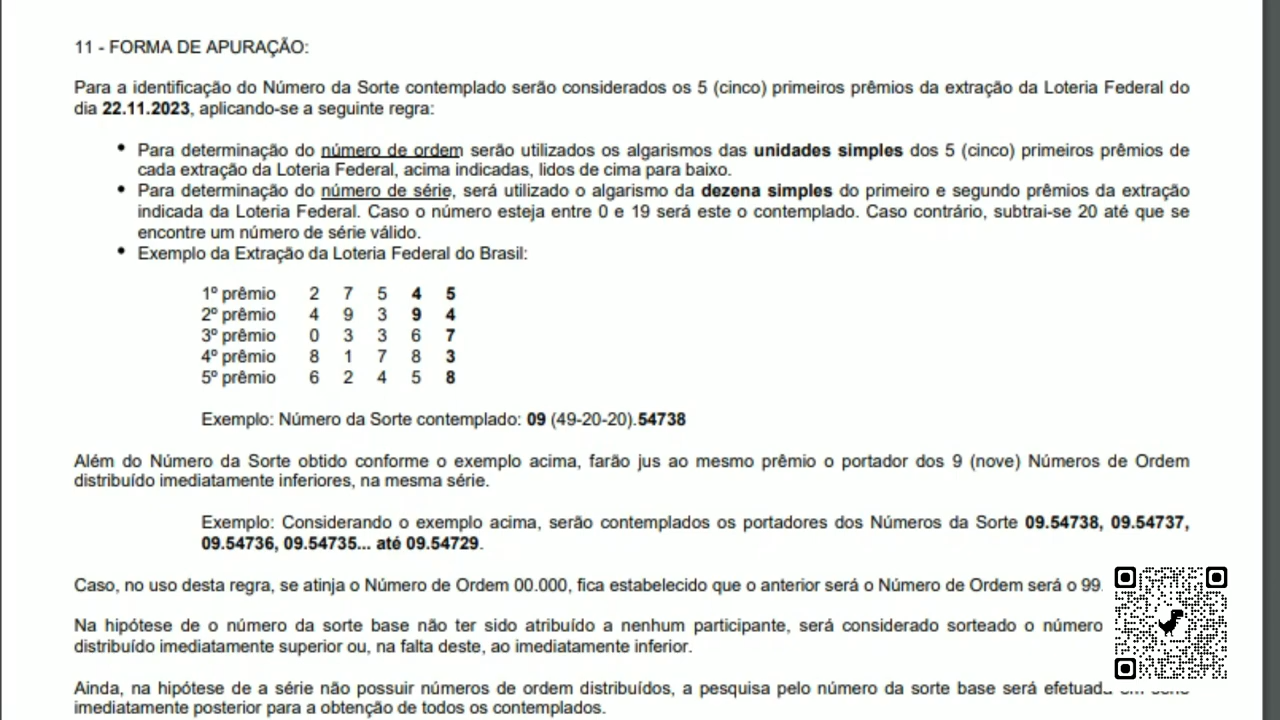 11 - FORMA DE APURAÇÃO:
Para a identificação do Número da Sorte contemplado serão considerados os 5 (cinco) primeiros prêmios da extração da Loteria Federal do
dia 22.11.2023, aplicando-se a seguinte regra:
• Para determinação do número de ordem serão utilizados os algarismos das unidades simples dos 5 (cinco) primeiros prêmios de
cada extração da Loteria Federal, acima indicadas, lidos de cima para baixo.
• Para determinação do número de série, será utilizado o algarismo da dezena simples do primeiro e segundo prêmios da extração
indicada da Loteria Federal. Caso o número esteja entre 0 e 19 será este o contemplado. Caso contrário, subtrai-se 20 até que se
encontre um número de série válido.
• Exemplo da Extração da Loteria Federal do Brasil:
1º prêmio 2 7 5 4 5
2º prêmio 4 9 3 9 4
3º prêmio 0 3 3 6 7
4º prêmio 8 1 7 8 3
5º prêmio 6 2 4 5 8
Exemplo: Número da Sorte contemplado: 09 (49-20-20).54738
Além do Número da Sorte obtido conforme o exemplo acima, farão jus ao mesmo prêmio o portador dos 9 (nove) Números de Ordem
distribuído imediatamente inferiores, na mesma série.
Exemplo: Considerando o exemplo acima, serão contemplados os portadores dos Números da Sorte 09.54738, 09.54737,
09.54736, 09.54735... até 09.54729.
Caso, no uso desta regra, se atinja o Número de Ordem 00.000, fica estabelecido que o anterior será o Número de Ordem será o 99.
Na hipótese de o número da sorte base não ter sido atribuído a nenhum participante, será considerado sorteado o número
distribuído imediatamente superior ou, na falta deste, ao imediatamente inferior.
Ainda, na hipótese de a série não possuir números de ordem distribuídos, a pesquisa pelo número da sorte base será efetuada
imediatamente posterior para a obtenção de todos os contemplados.